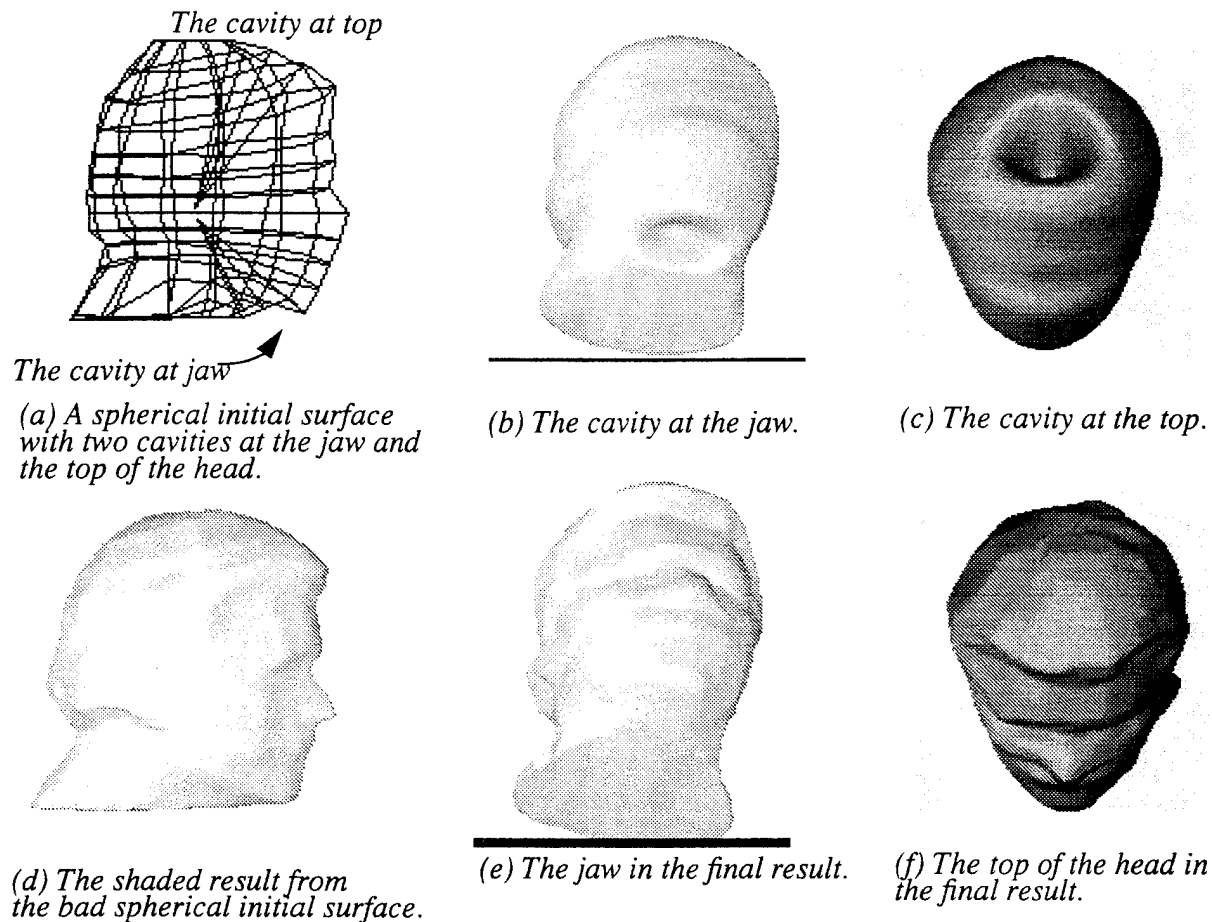 The cavity at top
The cavity at jaw
(a) A spherical initial surface
with two cavities at the jaw and
the top of the head.
(b) The cavity at the jaw.
(c) The cavity at the top.
(d) The shaded result from
the bad spherical initial surface.
(e) The jaw in the final result.
(f) The top of the head in
the final result.